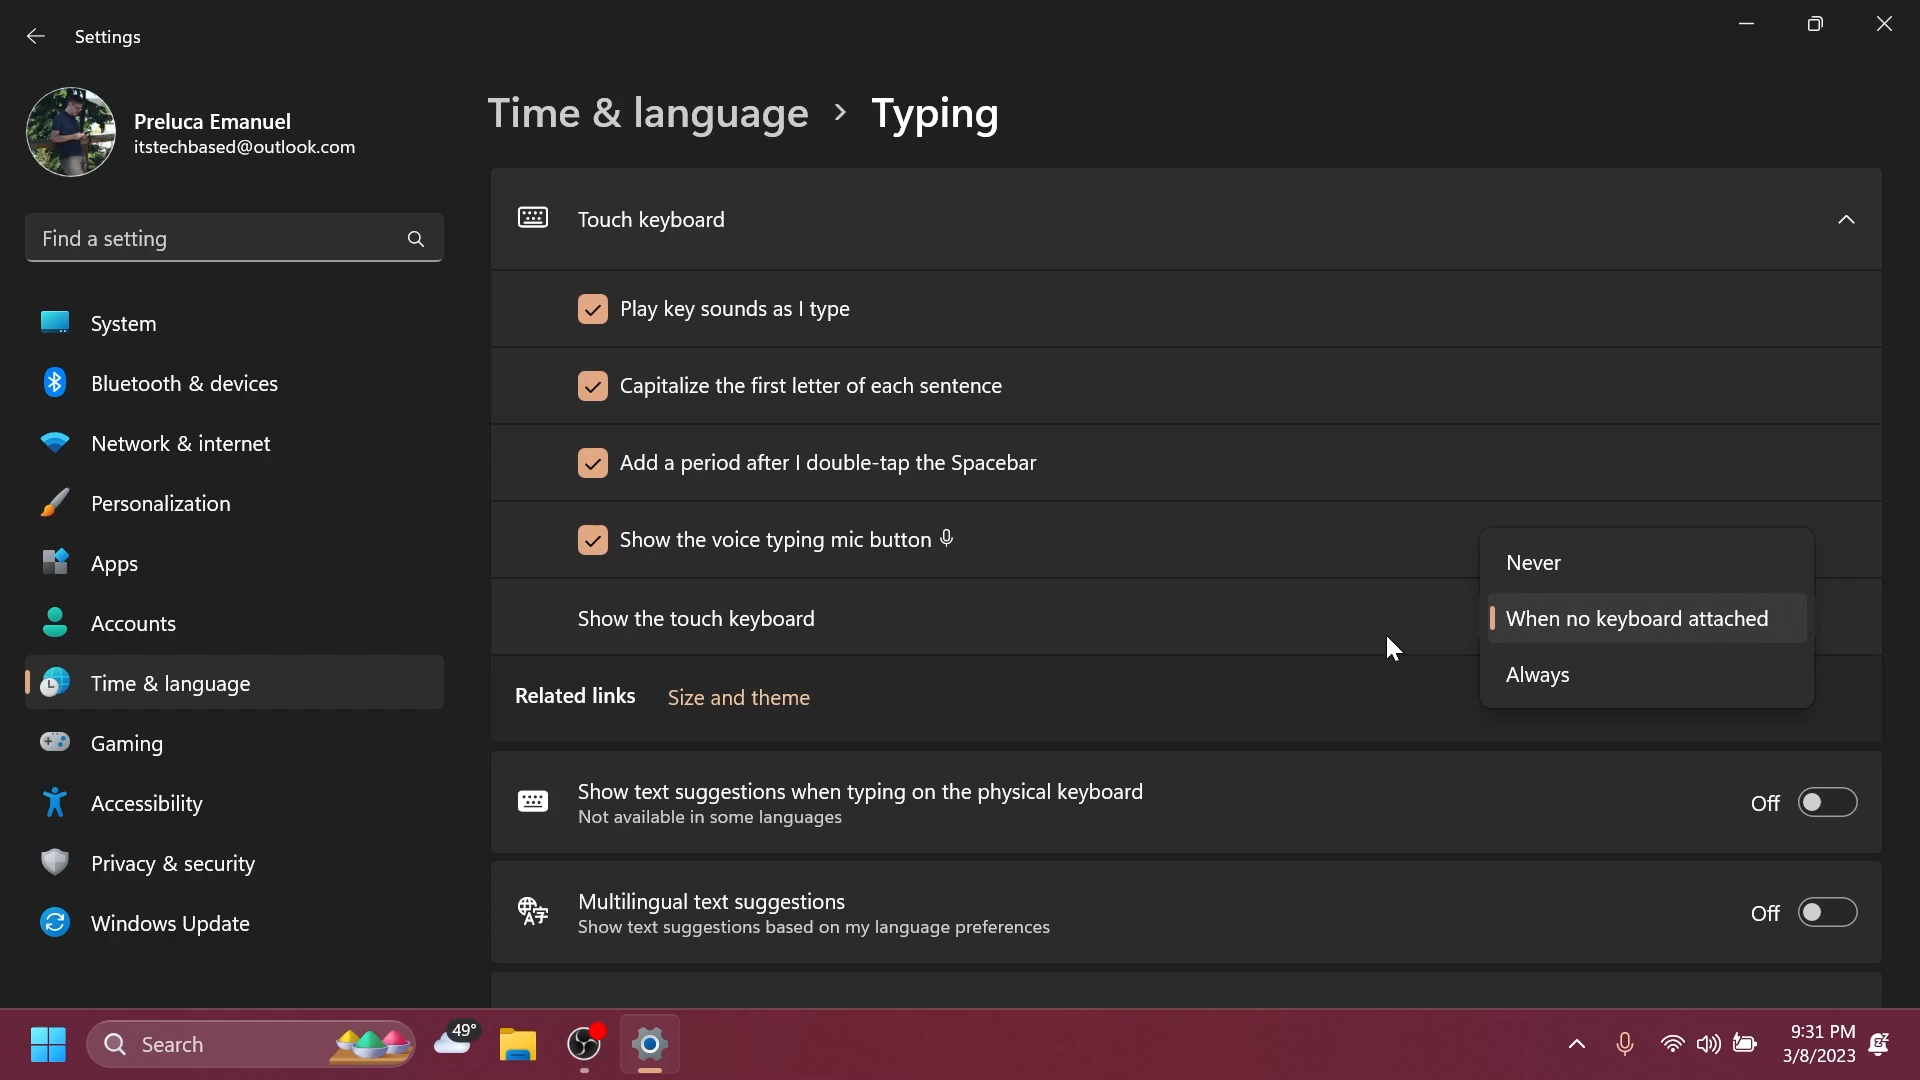 Settings
Preluca Emanuel
itstechbased@outlook.com
Find a setting
System
Bluetooth & devices
Network & internet
Personalization
Apps
Accounts
Time & language
Gaming
Accessibility
Privacy & security
Windows Update
Time & language > Typing
Touch keyboard
Play key sounds as I type
Capitalize the first letter of each sentence
Add a period after I double-tap the Spacebar
Show the voice typing mic button
Show the touch keyboard
Never
When no keyboard attached
Always
Related links Size and theme
Show text suggestions when typing on the physical keyboard
Not available in some languages
Off
Multilingual text suggestions
Show text suggestions based on my language preferences
Off
Search
49°
9:31 PM
3/8/2023